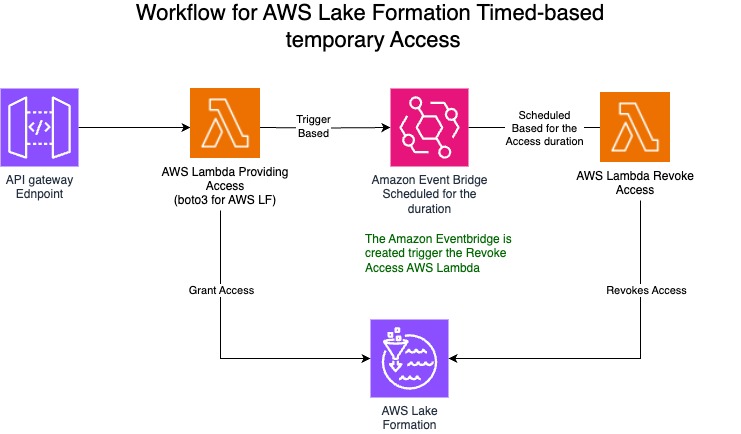 Workflow for AWS Lake Formation Timed-based
temporary Access
</>
API gateway
Ednpoint
AWS Lambda Providing
Access
(boto3 for AWS LF)
Trigger
Based
Amazon Event Bridge
Scheduled for the
duration
Scheduled
Based for the
Access duration
AWS Lambda Revoke
Access
The Amazon Eventbridge is
created trigger the Revoke
Access AWS Lambda
Grant Access
Revokes Access
AWS Lake
Formation